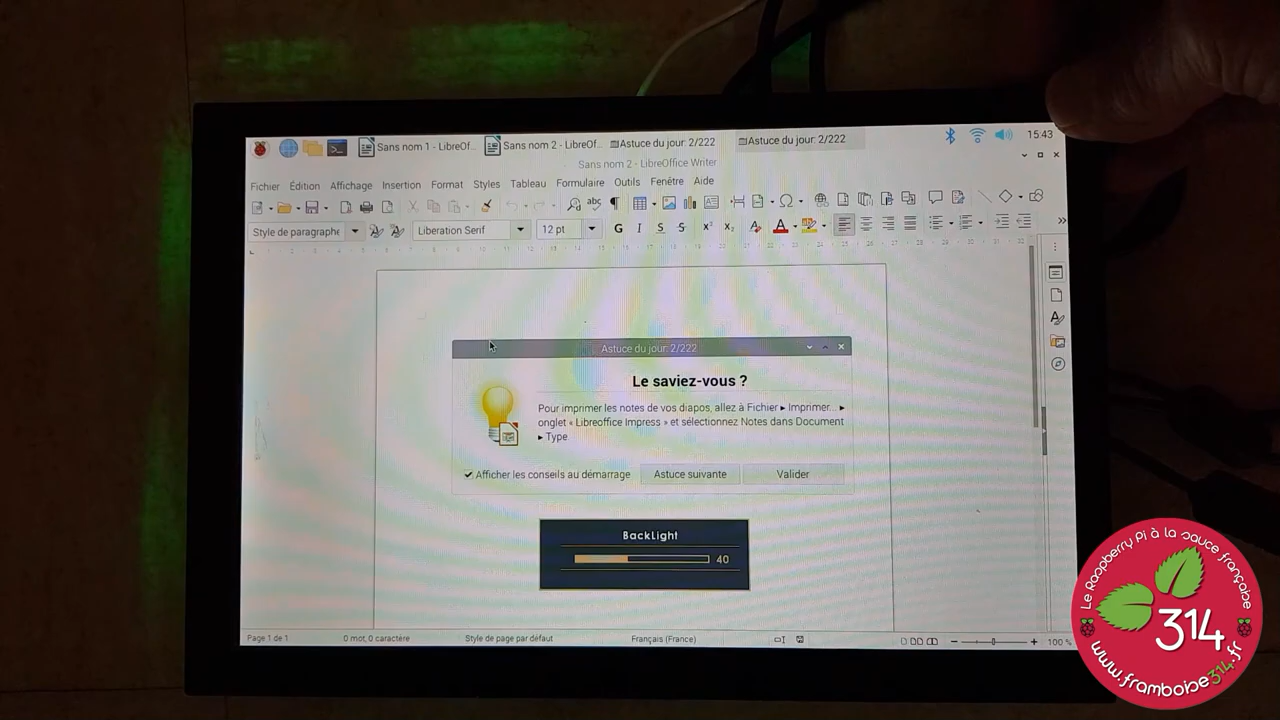 Sans nom 1 - LibreOf... Sans nom 2 - LibreOf... Astuce du jour: 2/222 Astuce du jour: 2/222 15:43
Sans nom 2 - LibreOffice Writer
Fichier Édition Affichage Insertion Format Styles Tableau Formulaire Outils Fenêtre Aide
Style de paragraphe Liberation Serif 12 pt G I S S X² X₂ A
Astuce du jour: 2/222
Le saviez-vous ?
Pour imprimer les notes de vos diapos, allez à Fichier ▸ Imprimer... ▸
onglet « Libreoffice Impress » et sélectionnez Notes dans Document
▸ Type.
Afficher les conseils au démarrage Astuce suivante Valider
Backlight
40
Page 1 de 1 0 mot, 0 caractère Style de page par défaut Français (France) 100 %
Le Raspberry Pi à la sauce française
314
www.framboise314.fr